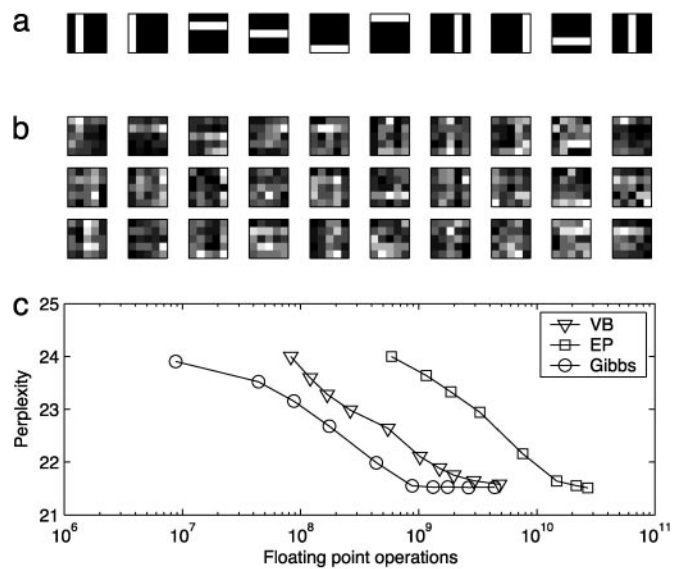 a
b
c
25
24
23
22
21
Perplexity
VB
EP
Gibbs
10^6 10^7 10^8 10^9 10^10 10^11
Floating point operations